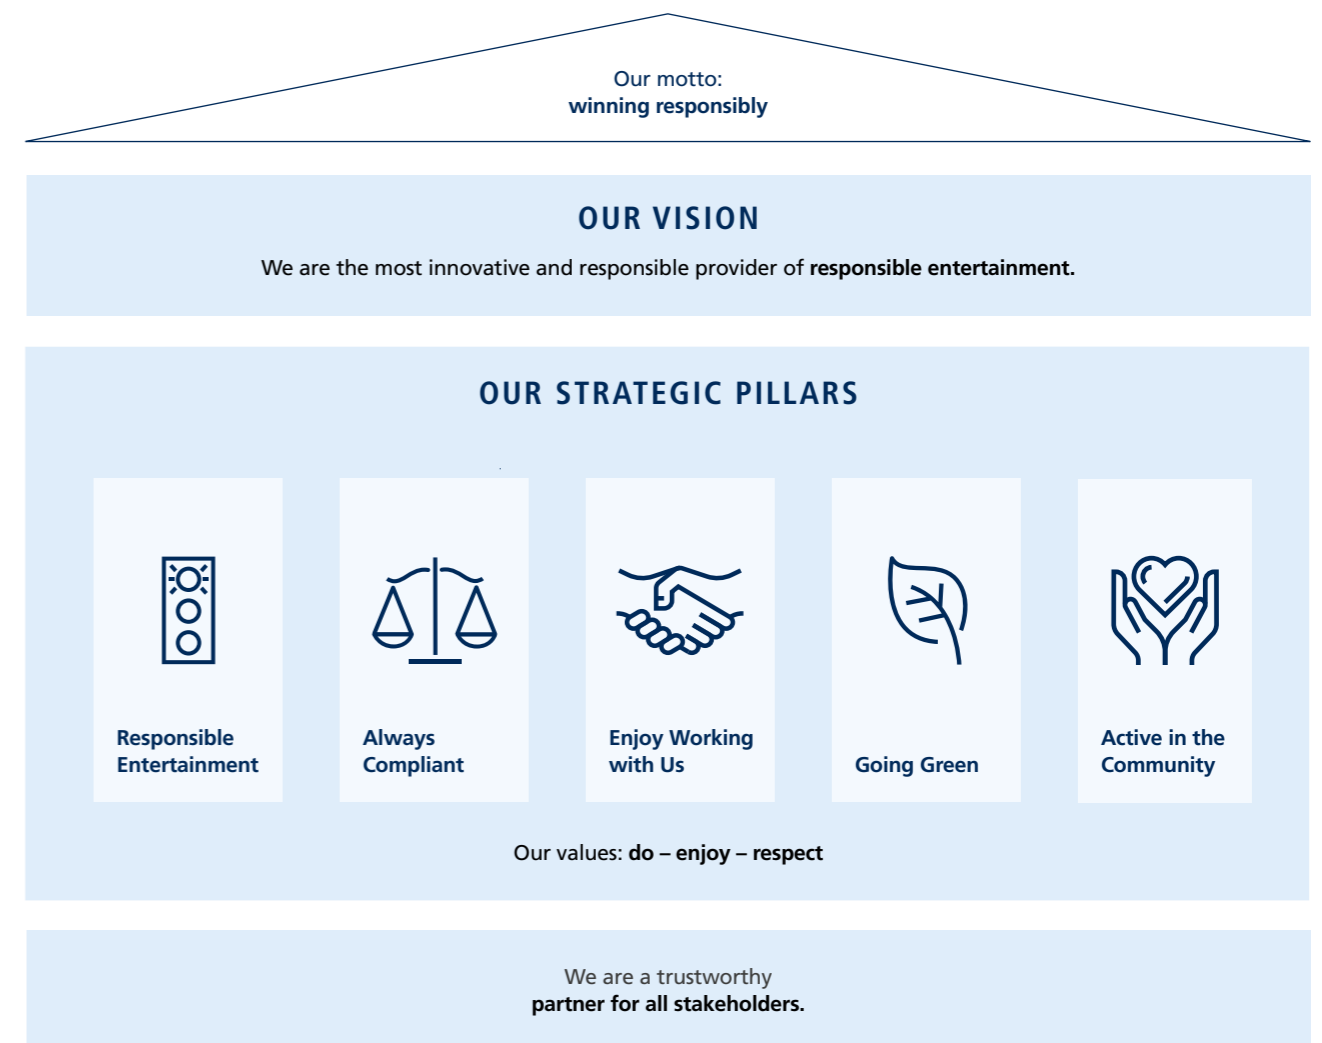 Our motto:
winning responsibly
OUR VISION
We are the most innovative and responsible provider of responsible entertainment.
OUR STRATEGIC PILLARS
Responsible
Entertainment
Always
Compliant
Enjoy Working
with Us
Going Green
Active in the
Community
Our values: do – enjoy – respect
We are a trustworthy
partner for all stakeholders.